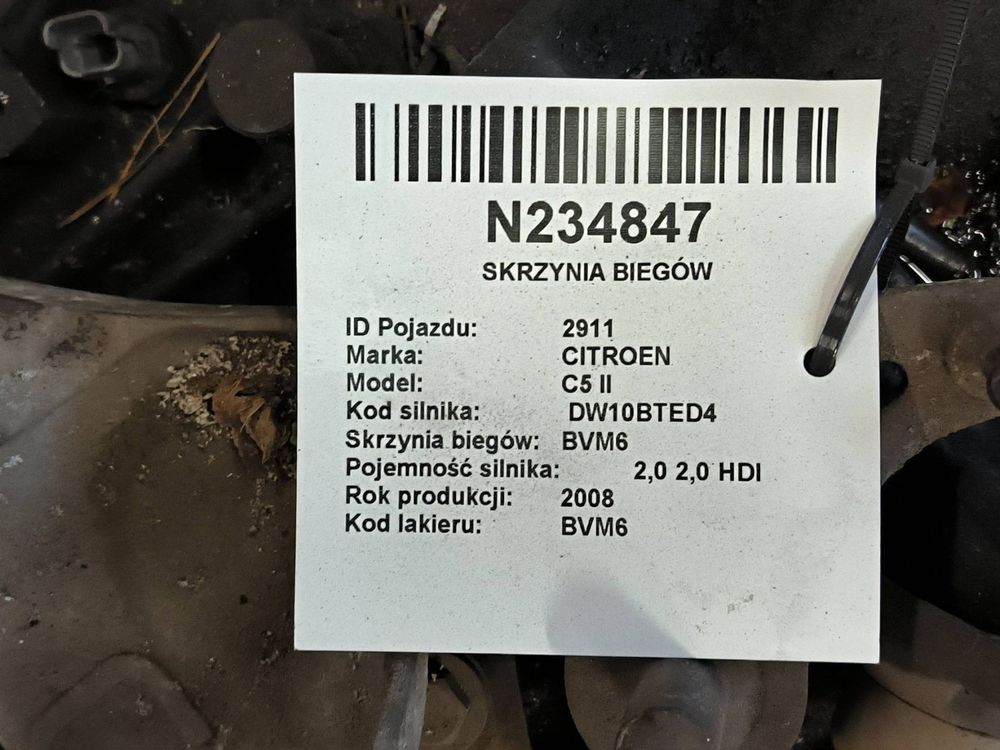 N234847
SKRZYNIA BIEGÓW
ID Pojazdu: 2911
Marka: CITROEN
Model: C5 II
Kod silnika: DW10BTED4
Skrzynia biegów: BVM6
Pojemność silnika: 2,0 2,0 HDI
Rok produkcji: 2008
Kod lakieru: BVM6